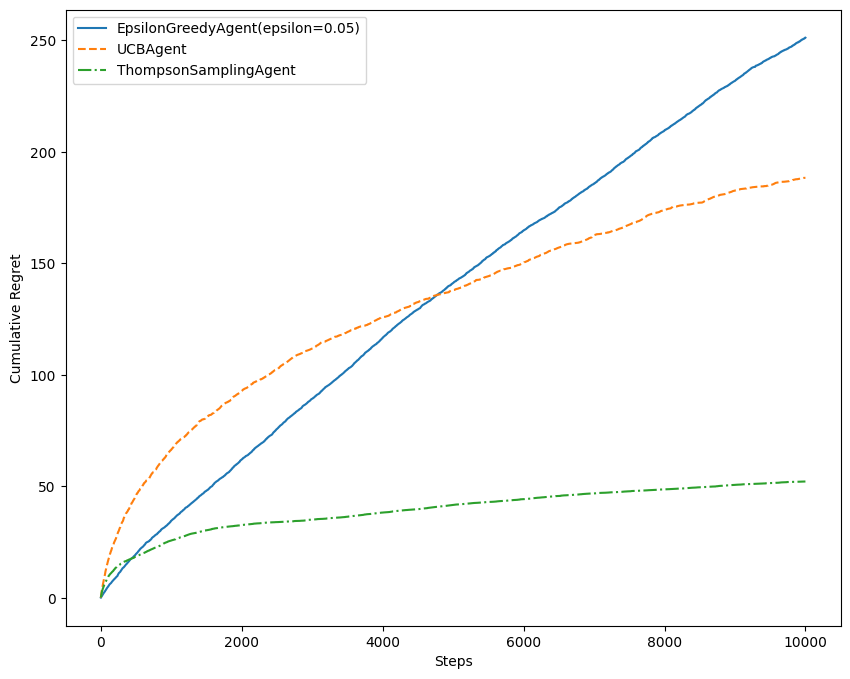 EpsilonGreedyAgent(epsilon=0.05)
UCBAgent
ThompsonSamplingAgent
250
200
150
100
50
0
Cumulative Regret
0 2000 4000 6000 8000 10000
Steps